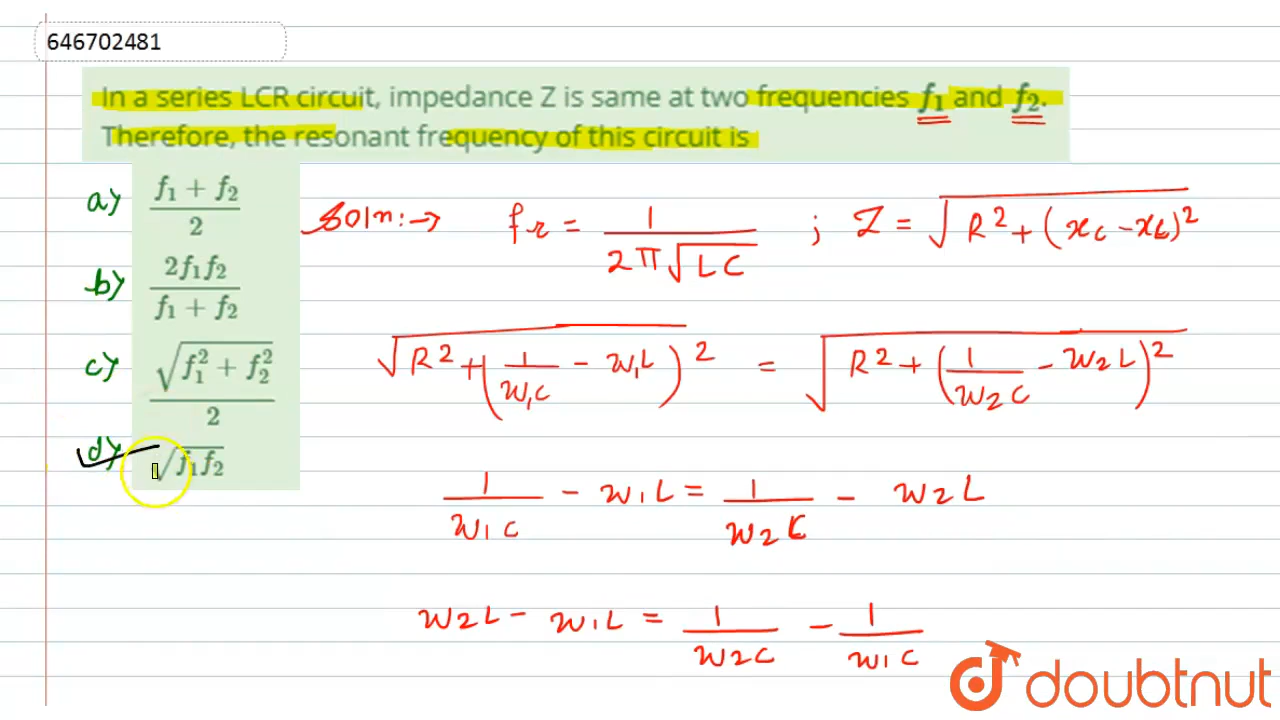 646702481
In a series LCR circuit, impedance Z is same at two frequencies f₁ and f₂.
Therefore, the resonant frequency of this circuit is
a) (f₁ + f₂)/2
b) 2f₁f₂/(f₁ + f₂)
c) √(f₁² + f₂²)/2
d) √(f₁f₂)
Soln:→ fr = 1/(2π√LC) ; Z = √(R² + (xc - xL)²)
√(R² + (1/(w₁c) - w₁L)²) = √(R² + (1/(w₂c) - w₂L)²)
1/(w₁c) - w₁L = 1/(w₂c) - w₂L
w₂L - w₁L = 1/(w₂c) - 1/(w₁c)
doubtnut